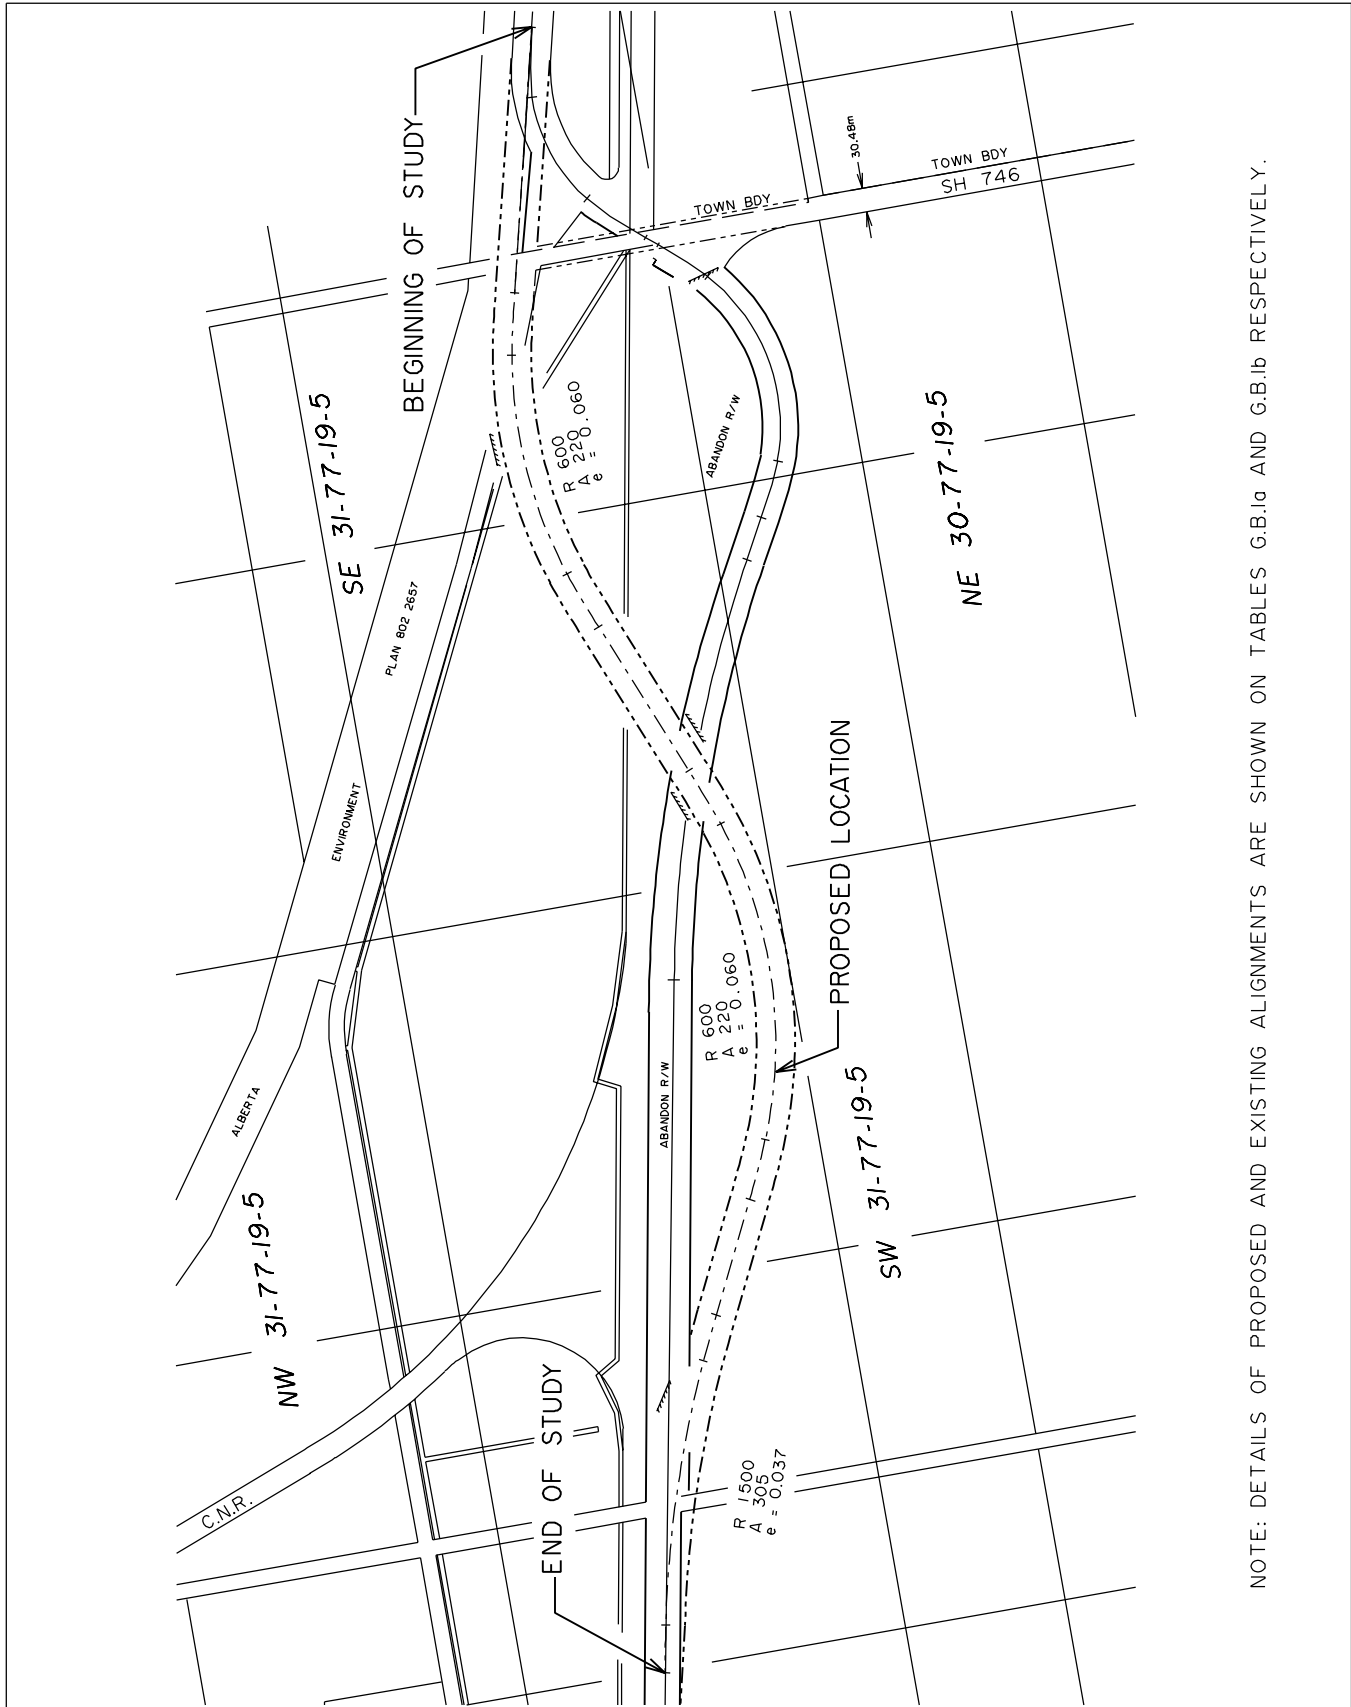 BEGINNING OF STUDY
TOWN BDY
SH 746
30.48m
TOWN BDY
SE 31-77-19-5
R 600
A 220
e = 0.060
ABANDON R/W
NE 30-77-19-5
PLAN 802 2657
ENVIRONMENT
ALBERTA
PROPOSED LOCATION
R 600
A 220
e = 0.060
ABANDON R/W
SW 31-77-19-5
NW 31-77-19-5
END OF STUDY
C.N.R.
R 1500
A 305
e = 0.037
NOTE: DETAILS OF PROPOSED AND EXISTING ALIGNMENTS ARE SHOWN ON TABLES G.B.1a AND G.B.1b RESPECTIVELY.